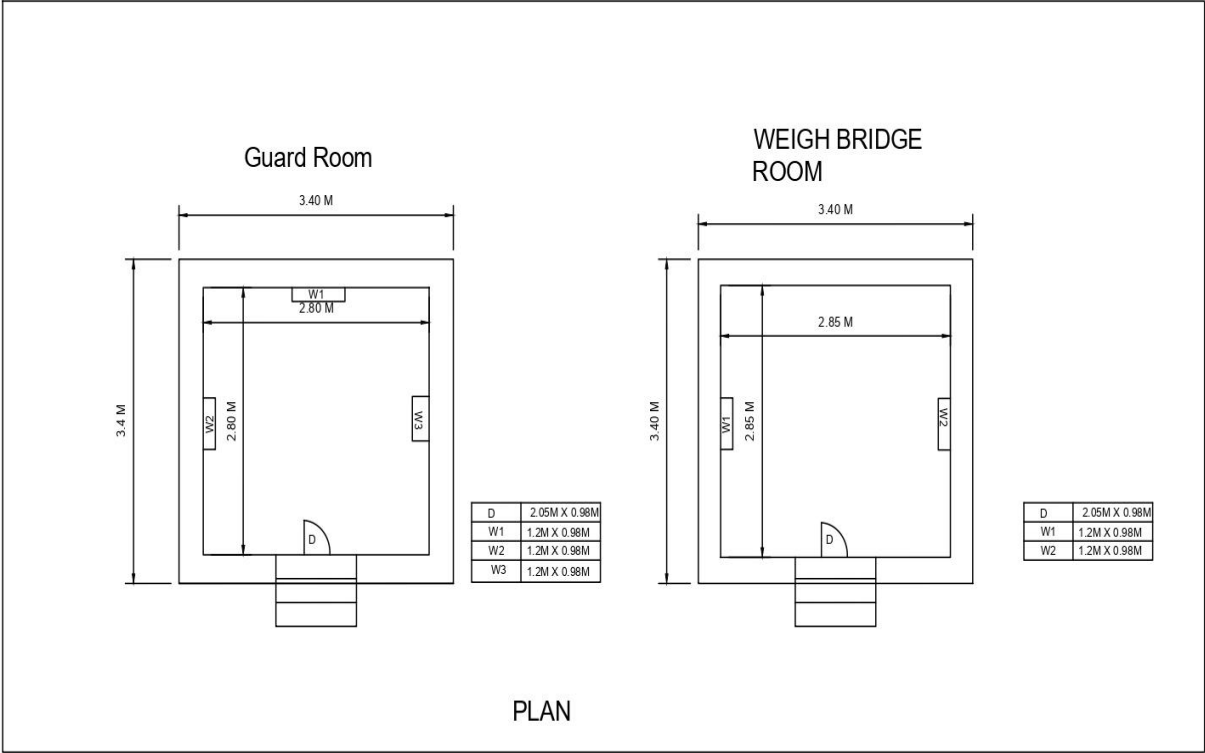 Guard Room
3.40 M
3.4 M
W1
2.80 M
W2
2.80 M
W3
D
D 2.05M X 0.98M
W1 1.2M X 0.98M
W2 1.2M X 0.98M
W3 1.2M X 0.98M
WEIGH BRIDGE
ROOM
3.40 M
3.40 M
2.85 M
W1
2.85 M
W2
D
D 2.05M X 0.98M
W1 1.2M X 0.98M
W2 1.2M X 0.98M
PLAN